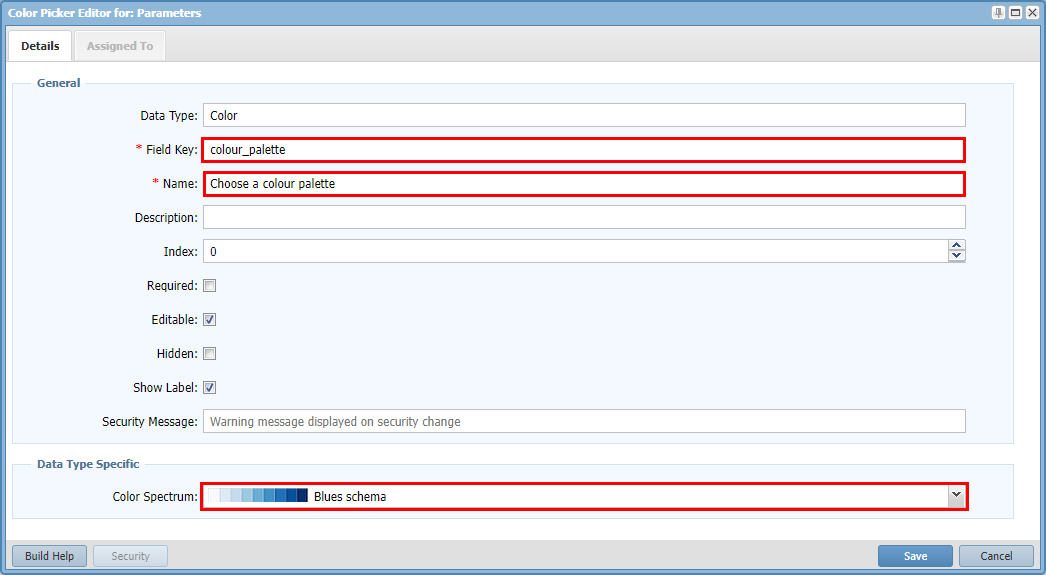 Color Picker Editor for: Parameters
Details Assigned To
General
Data Type: Color
* Field Key: colour_palette
* Name: Choose a colour palette
Description:
Index: 0
Required:
Editable:
Hidden:
Show Label:
Security Message: Warning message displayed on security change
Data Type Specific
Color Spectrum: Blues schema
Build Help Security Save Cancel